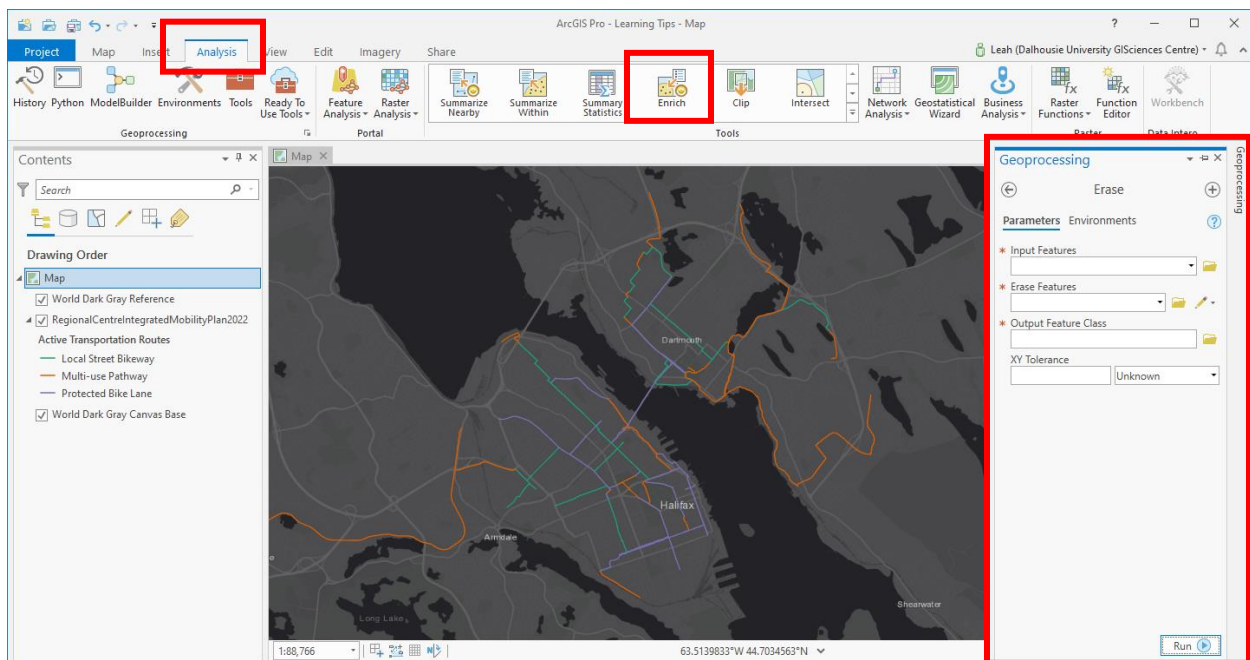 ArcGIS Pro - Learning Tips - Map
?
Project Map Insert Analysis View Edit Imagery Share
Leah (Dalhousie University GISciences Centre)
History Python ModelBuilder Environments Tools
Ready To
Use Tools
Feature
Analysis
Raster
Analysis
Summarize
Nearby
Summarize
Within
Summary
Statistics
Enrich
Clip
Intersect
Network
Analysis
Geostatistical
Wizard
Business
Analysis
Raster
Functions
Function
Editor
Workbench
Geoprocessing
Portal
Tools
Raster
Data Intero
Contents
Search
Drawing Order
Map
World Dark Gray Reference
RegionalCentreIntegratedMobilityPlan2022
Active Transportation Routes
Local Street Bikeway
Multi-use Pathway
Protected Bike Lane
World Dark Gray Canvas Base
Map
Dartmouth
Halifax
Armdale
Long Lake
Shearwater
1:88,766
63.5139833°W 44.7034563°N
Geoprocessing
Erase
Parameters Environments
?
* Input Features
* Erase Features
* Output Feature Class
XY Tolerance
Unknown
Run
Geoprocessing